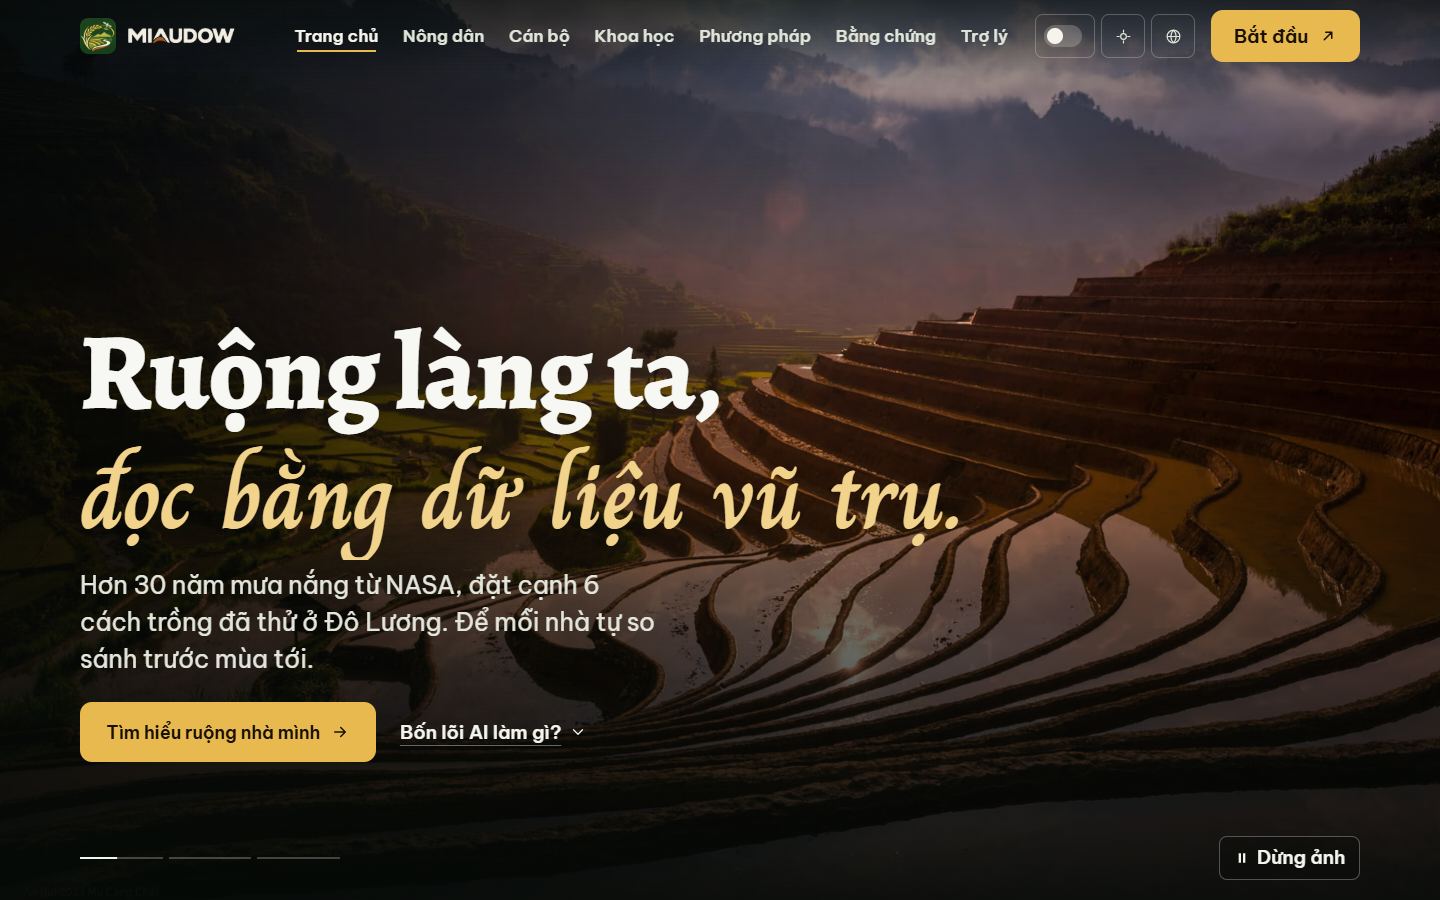 MIAUDOW
Trang chủ
Nông dân
Cán bộ
Khoa học
Phương pháp
Bằng chứng
Trợ lý
Bắt đầu
Ruộng làng ta,
đọc bằng dữ liệu vũ trụ.
Hơn 30 năm mưa nắng từ NASA, đặt cạnh 6
cách trồng đã thử ở Đô Lương. Để mỗi nhà tự so
sánh trước mùa tới.
Tìm hiểu ruộng nhà mình
Bốn lõi AI làm gì?
Dừng ảnh